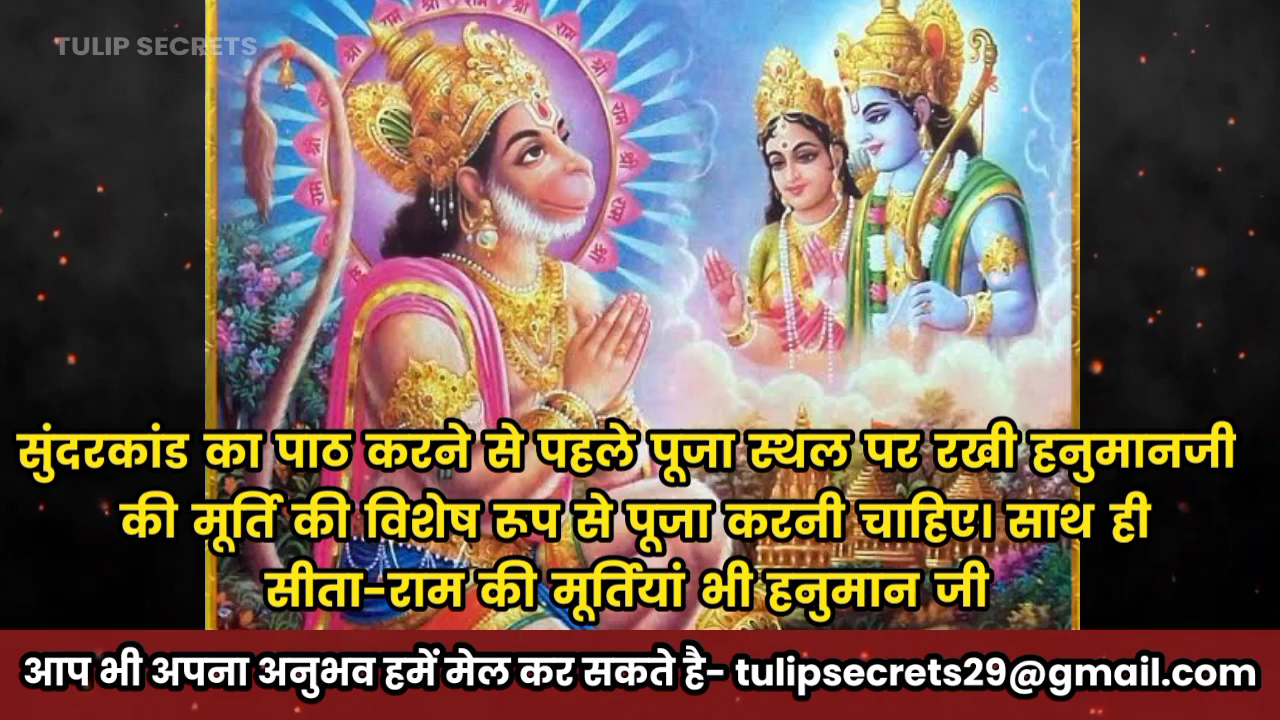 TULIP SECRETS
श्री राम श्री राम श्री राम श्री राम श्री राम श्री
सुंदरकांड का पाठ करने से पहले पूजा स्थल पर रखी हनुमानजी
की मूर्ति की विशेष रूप से पूजा करनी चाहिए। साथ ही
सीता-राम की मूर्तियां भी हनुमान जी
आप भी अपना अनुभव हमें मेल कर सकते है- tulipsecrets29@gmail.com